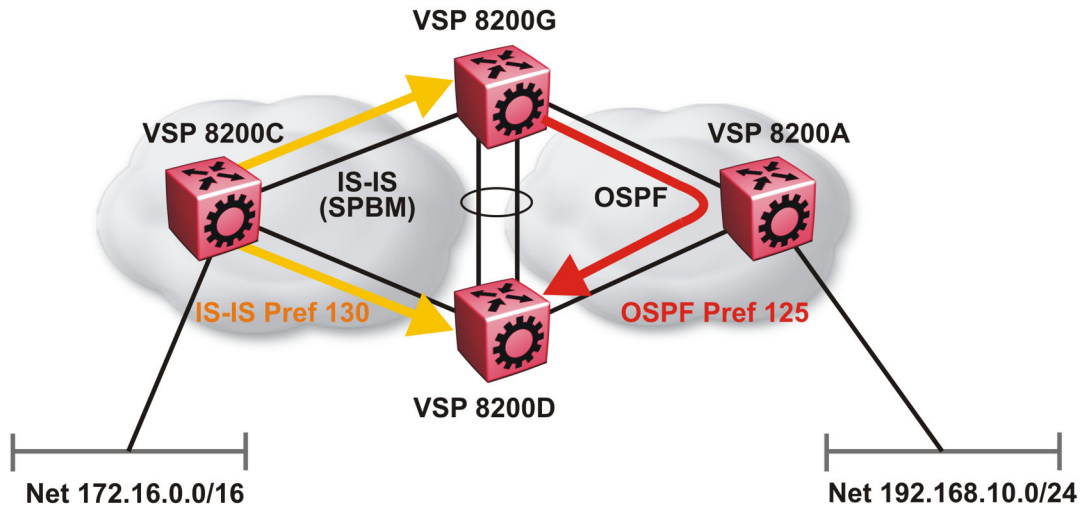 VSP 8200G
VSP 8200C
VSP 8200A
IS-IS
(SPBM)
OSPF
IS-IS Pref 130
OSPF Pref 125
VSP 8200D
Net 172.16.0.0/16
Net 192.168.10.0/24